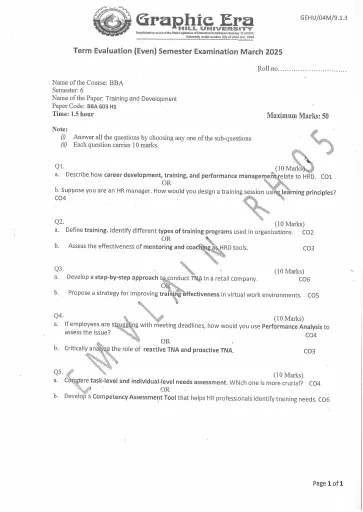 GEHU/04M/9.1.3
Graphic Era
HILL UNIVERSITY
Term Evaluation (Even) Semester Examination March 2025
Roll no.............................
Name of the Course: BBA
Semester: 6
Name of the Paper: Training and Development
Paper Code: BBA 603 H1
Time: 1.5 hour Maximum Marks: 50
Note:
(i) Answer all the questions by choosing any one of the sub-questions
(ii) Each question carries 10 marks.
Q1. (10 Marks)
a. Describe how career development, training, and performance management relate to HRD. CO1
OR
b. Suppose you are an HR manager. How would you design a training session using learning principles?
CO4
Q2. (10 Marks)
a. Define training. Identify different types of training programs used in organizations. CO2
OR
b. Assess the effectiveness of mentoring and coaching as HRD tools. CO3
Q3. (10 Marks)
a. Develop a step-by-step approach to conduct TNA in a retail company. CO6
OR
b. Propose a strategy for improving training effectiveness in virtual work environments. CO5
Q4. (10 Marks)
a. If employees are struggling with meeting deadlines, how would you use Performance Analysis to
assess the issue? CO4
OR
b. Critically analyze the role of reactive TNA and proactive TNA. CO3
Q5. (10 Marks)
a. Compare task-level and individual-level needs assessment. Which one is more crucial? CO4
OR
b. Develop a Competency Assessment Tool that helps HR professionals identify training needs. CO6
Page 1 of 1